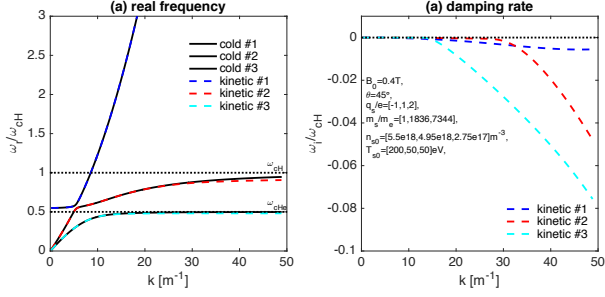 (a) real frequency
3
2.5
2
1.5
1
0.5
0
ω_r/ω_cH
cold #1
cold #2
cold #3
kinetic #1
kinetic #2
kinetic #3
ε_cH
ε_cHe
0 10 20 30 40 50
k [m^-1]
(a) damping rate
0
-0.02
-0.04
-0.06
-0.08
-0.1
ω_i/ω_cH
B_0=0.4T,
θ=45°,
q_s/e=[-1,1,2],
m_s/m_e=[1,1836,7344],
n_s0=[5.5e18,4.95e18,2.75e17]m^-3,
T_s0=[200,50,50]eV,
kinetic #1
kinetic #2
kinetic #3
0 10 20 30 40 50
k [m^-1]